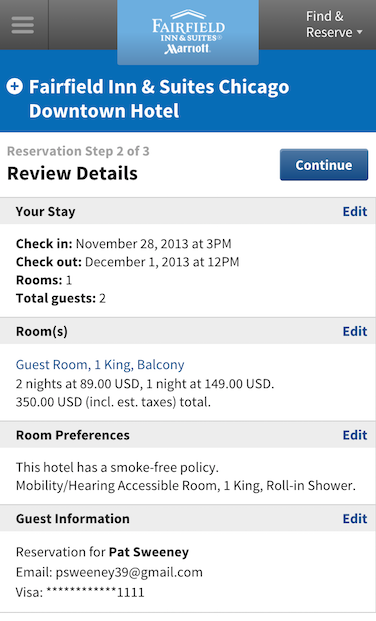 FAIRFIELD
INN & SUITES®
Marriott.
Find &
Reserve
Fairfield Inn & Suites Chicago
Downtown Hotel
Reservation Step 2 of 3
Review Details
Continue
Your Stay Edit
Check in: November 28, 2013 at 3PM
Check out: December 1, 2013 at 12PM
Rooms: 1
Total guests: 2
Room(s) Edit
Guest Room, 1 King, Balcony
2 nights at 89.00 USD, 1 night at 149.00 USD.
350.00 USD (incl. est. taxes) total.
Room Preferences Edit
This hotel has a smoke-free policy.
Mobility/Hearing Accessible Room, 1 King, Roll-in Shower.
Guest Information Edit
Reservation for Pat Sweeney
Email: psweeney39@gmail.com
Visa: ************1111